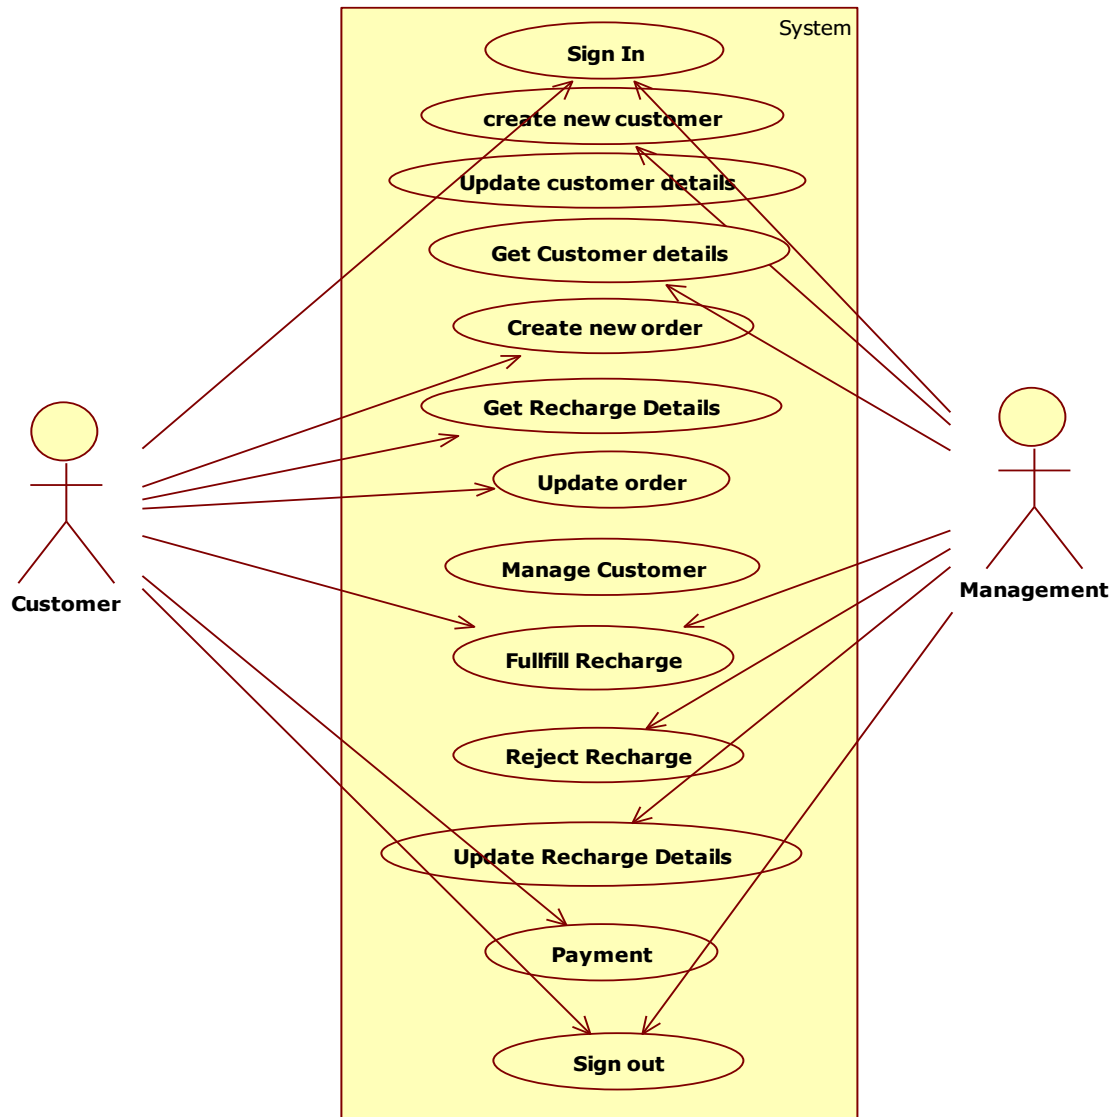 System
Sign In
create new customer
Update customer details
Get Customer details
Create new order
Get Recharge Details
Update order
Manage Customer
Customer
Management
Fullfill Recharge
Reject Recharge
Update Recharge Details
Payment
Sign out